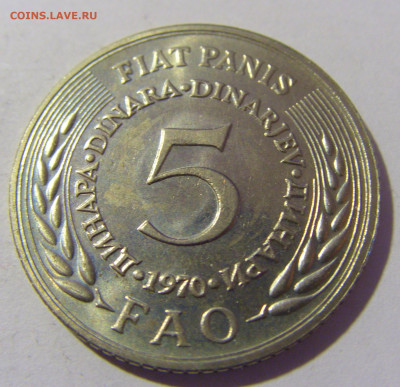 COINS.LAVE.RU
FIAT PANIS
ДИНАРА•DINARA•DINARJEV•ДИНАРИ•
5
1970
FAO